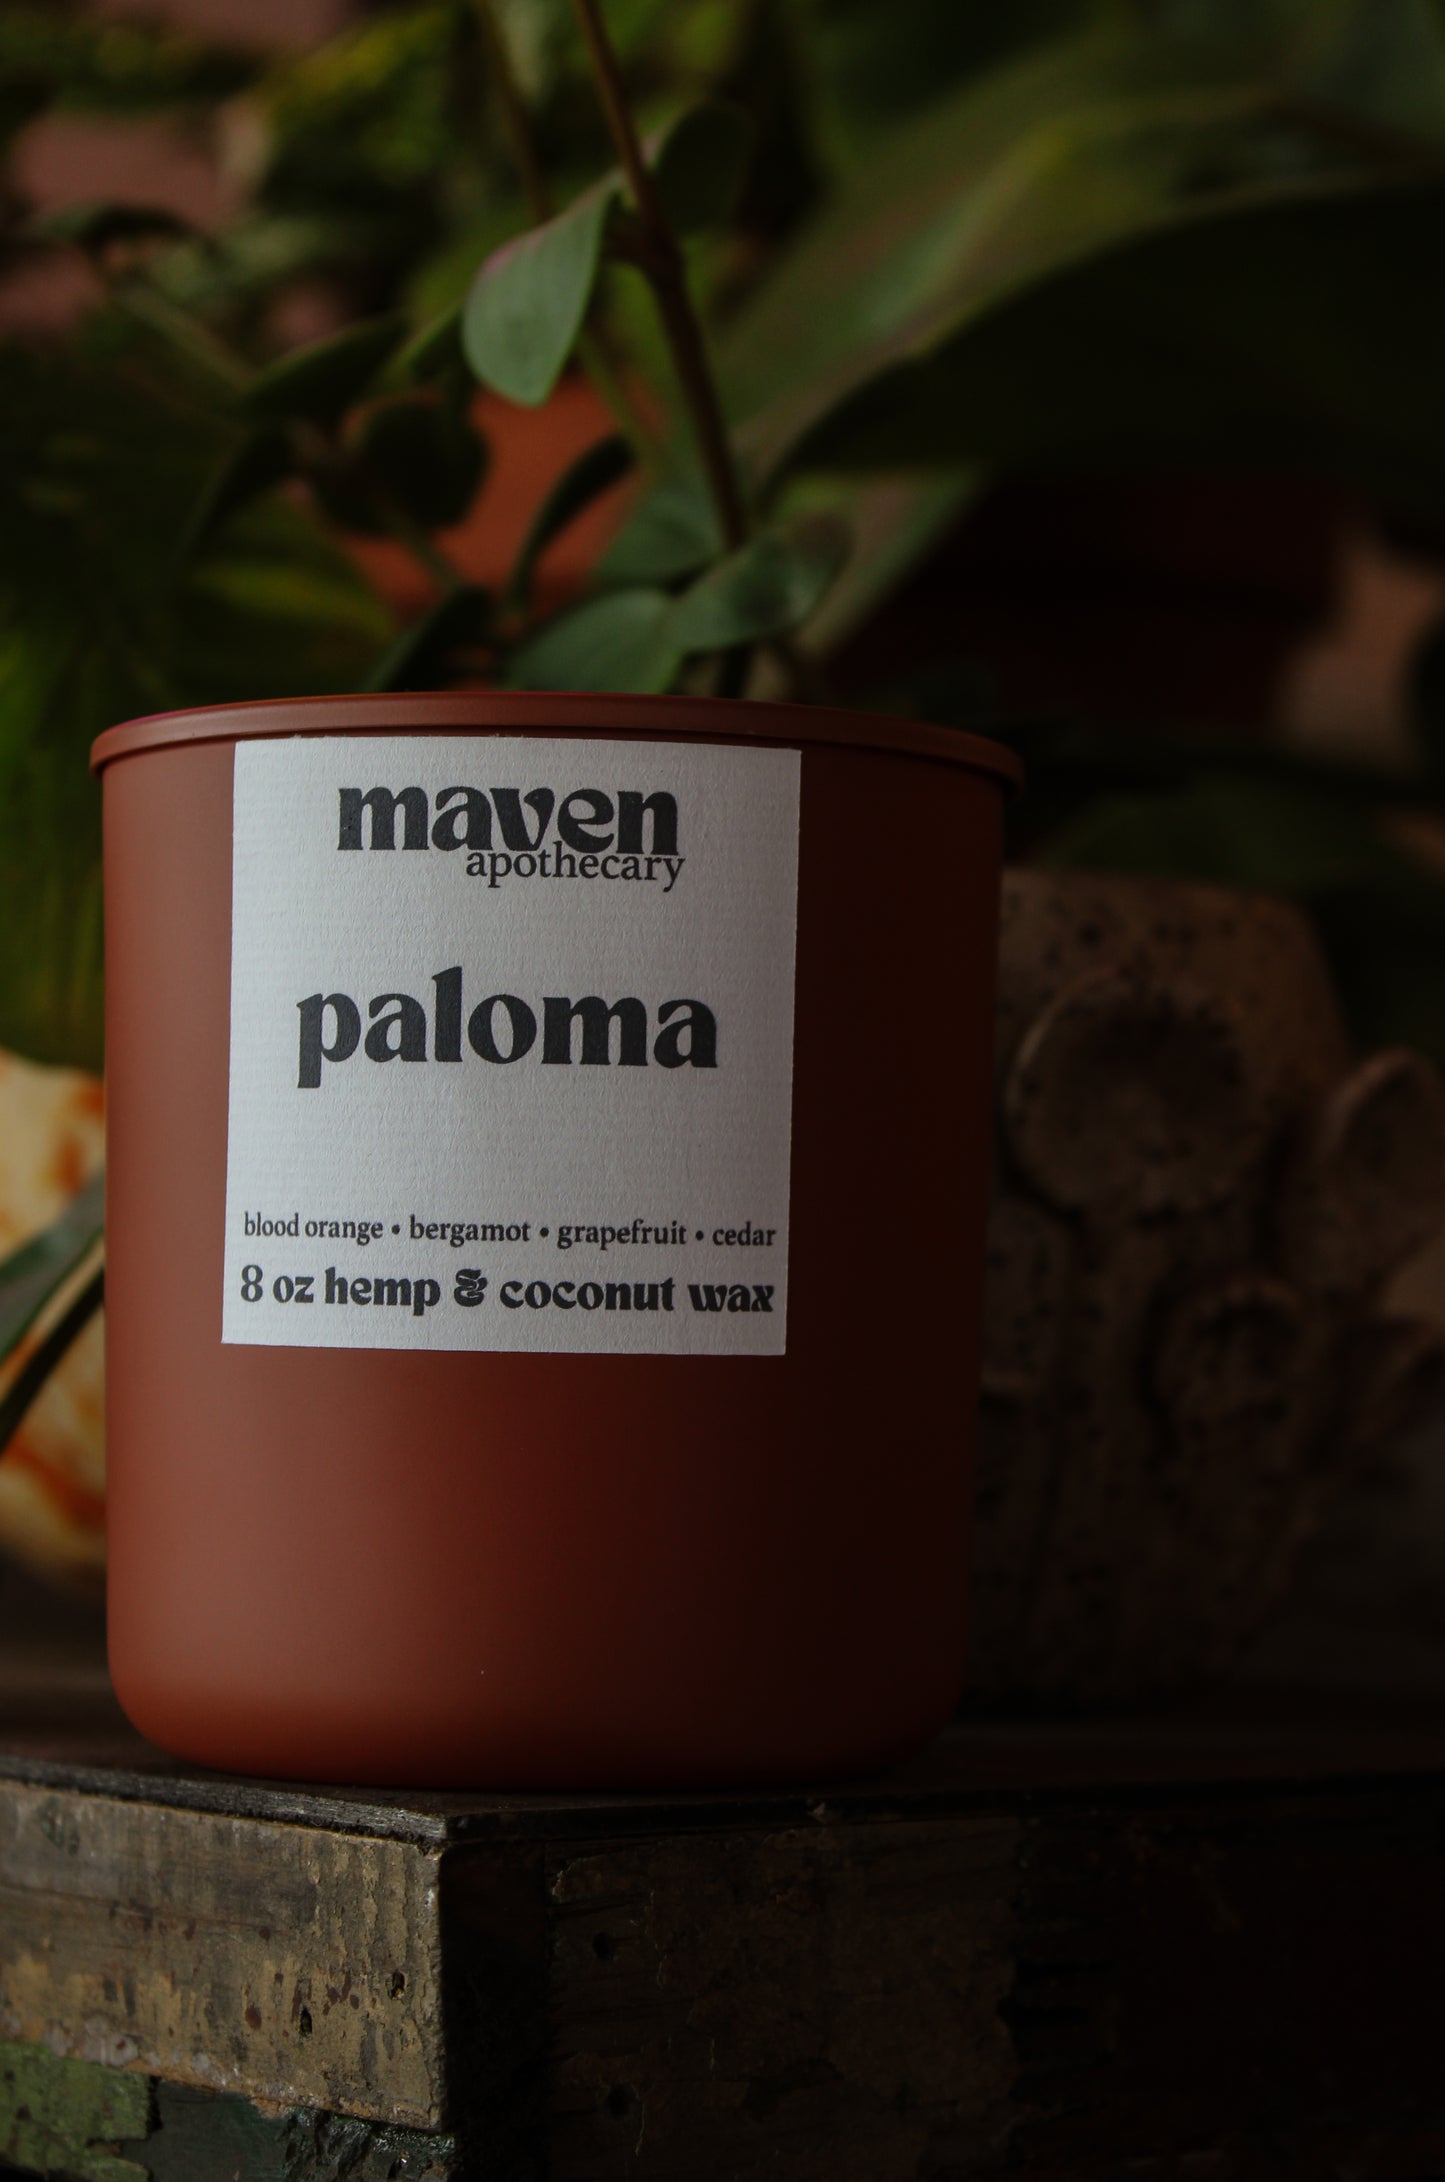 maven
apothecary
paloma
blood orange • bergamot • grapefruit • cedar
8 oz hemp & coconut wax